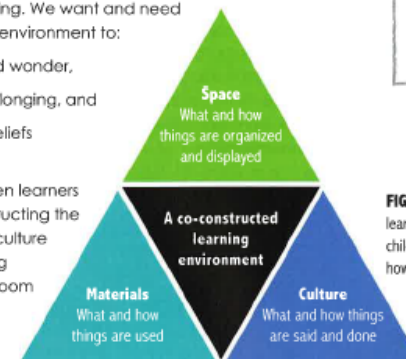 ing. We want and need
environment to:
d wonder,
longing, and
eliefs
en learners
ucting the
culture
g
oom
Space
What and how
things are organized
and displayed
A co-constructed
learning
environment
Materials
What and how
things are used
Culture
What and how things
are said and done
FIG
lear
chil
how